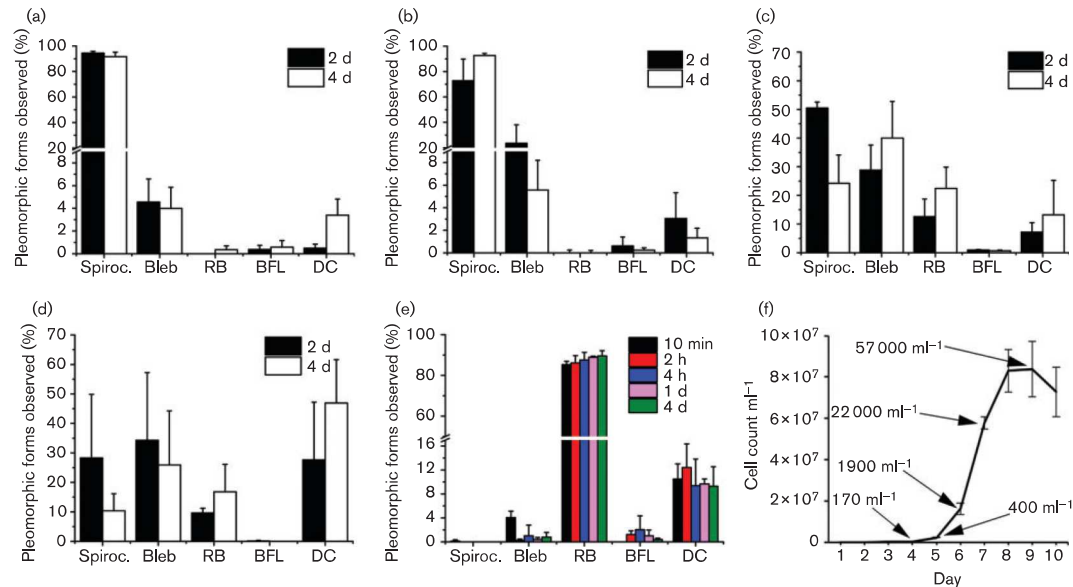 (a)
Pleomorphic forms observed (%)
100
90
80
70
60
50
40
30
20
8
6
4
2
0
2 d
4 d
Spiroc. Bleb RB BFL DC
(b)
Pleomorphic forms observed (%)
100
80
60
40
20
8
6
4
2
0
2 d
4 d
Spiroc. Bleb RB BFL DC
(c)
Pleomorphic forms observed (%)
70
60
50
40
30
20
10
0
2 d
4 d
Spiroc. Bleb RB BFL DC
(d)
Pleomorphic forms observed (%)
70
60
50
40
30
20
10
0
2 d
4 d
Spiroc. Bleb RB BFL DC
(e)
Pleomorphic forms observed (%)
100
80
60
40
16
12
8
4
2
0
10 min
2 h
4 h
1 d
4 d
Spiroc. Bleb RB BFL DC
(f)
Cell count ml⁻¹
10×10⁷
8×10⁷
6×10⁷
4×10⁷
2×10⁷
0
57 000 ml⁻¹
22 000 ml⁻¹
1900 ml⁻¹
170 ml⁻¹
400 ml⁻¹
1 2 3 4 5 6 7 8 9 10
Day